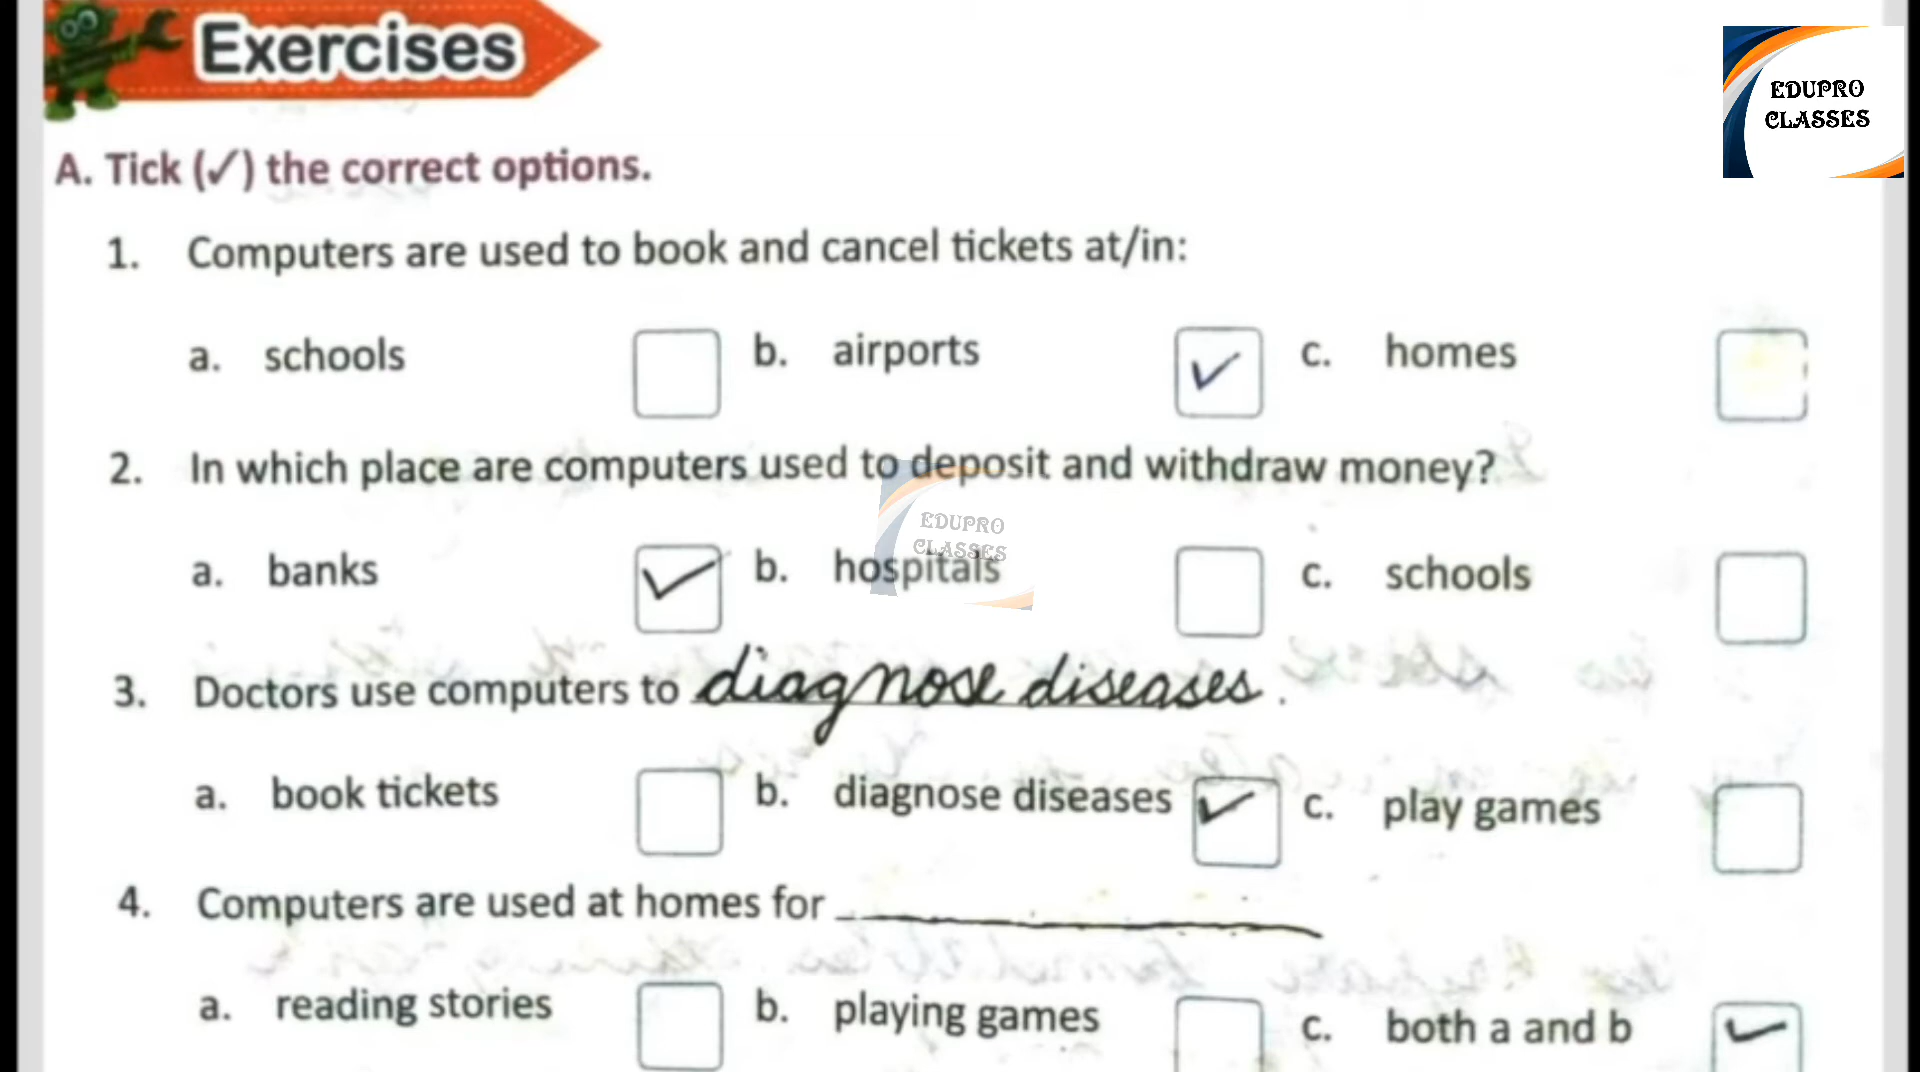 Exercises
EDUPRO
CLASSES
A. Tick (✓) the correct options.
1. Computers are used to book and cancel tickets at/in:
a. schools b. airports ✓ c. homes
2. In which place are computers used to deposit and withdraw money?
EDUPRO
CLASSES
a. banks ✓ b. hospitals c. schools
3. Doctors use computers to diagnose diseases.
a. book tickets b. diagnose diseases ✓ c. play games
4. Computers are used at homes for
a. reading stories b. playing games c. both a and b ✓